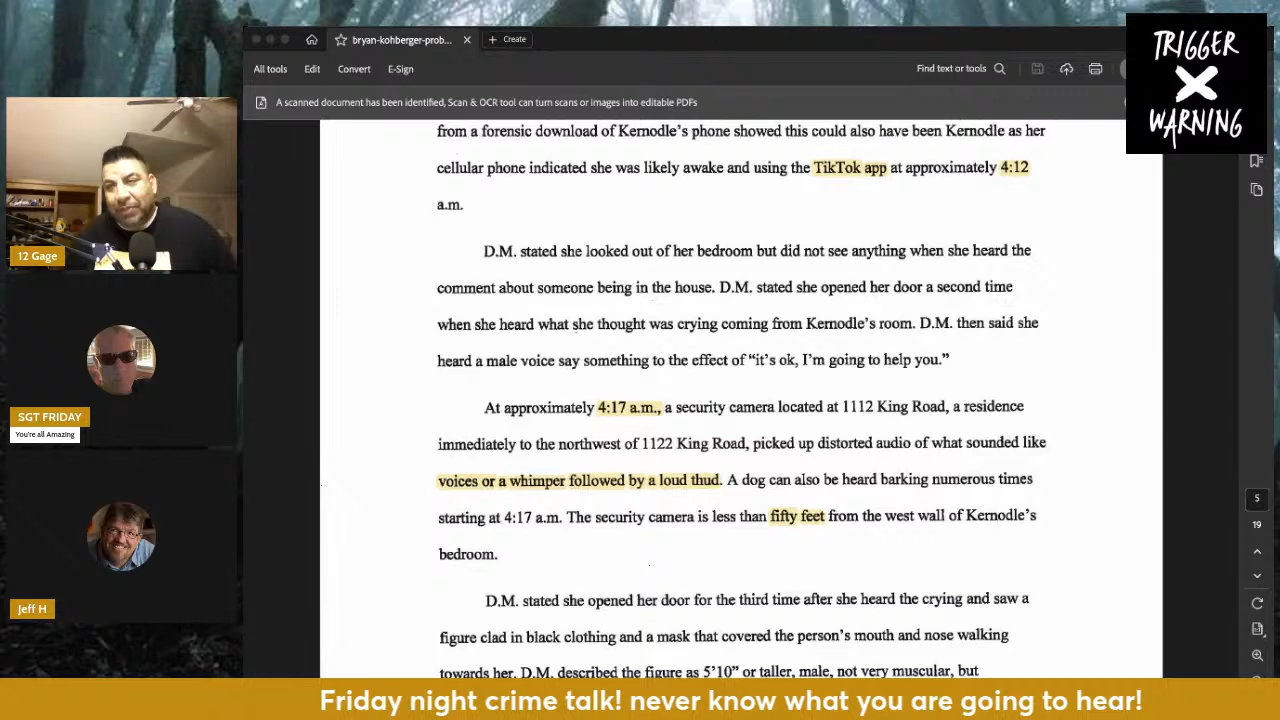 bryan-kohberger-prob...
Create
All tools
Edit
Convert
E-Sign
Find text or tools
A scanned document has been identified, Scan & OCR tool can turn scans or images into editable PDFs
TRIGGER
X
WARNING
from a forensic download of Kernodle's phone showed this could also have been Kernodle as her
cellular phone indicated she was likely awake and using the TikTok app at approximately 4:12
a.m.
D.M. stated she looked out of her bedroom but did not see anything when she heard the
comment about someone being in the house. D.M. stated she opened her door a second time
when she heard what she thought was crying coming from Kernodle's room. D.M. then said she
heard a male voice say something to the effect of “it's ok, I'm going to help you.”
At approximately 4:17 a.m., a security camera located at 1112 King Road, a residence
immediately to the northwest of 1122 King Road, picked up distorted audio of what sounded like
voices or a whimper followed by a loud thud. A dog can also be heard barking numerous times
starting at 4:17 a.m. The security camera is less than fifty feet from the west wall of Kernodle's
bedroom.
D.M. stated she opened her door for the third time after she heard the crying and saw a
figure clad in black clothing and a mask that covered the person's mouth and nose walking
towards her. D.M. described the figure as 5'10” or taller, male, not very muscular, but
5
19
12 Gage
SGT FRIDAY
You're all Amazing
Jeff H
Friday night crime talk! never know what you are going to hear!